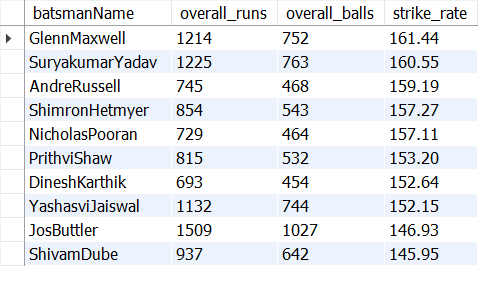 batsmanName overall_runs overall_balls strike_rate
GlennMaxwell 1214 752 161.44
SuryakumarYadav 1225 763 160.55
AndreRussell 745 468 159.19
ShimronHetmyer 854 543 157.27
NicholasPooran 729 464 157.11
PrithviShaw 815 532 153.20
DineshKarthik 693 454 152.64
YashasviJaiswal 1132 744 152.15
JosButtler 1509 1027 146.93
ShivamDube 937 642 145.95